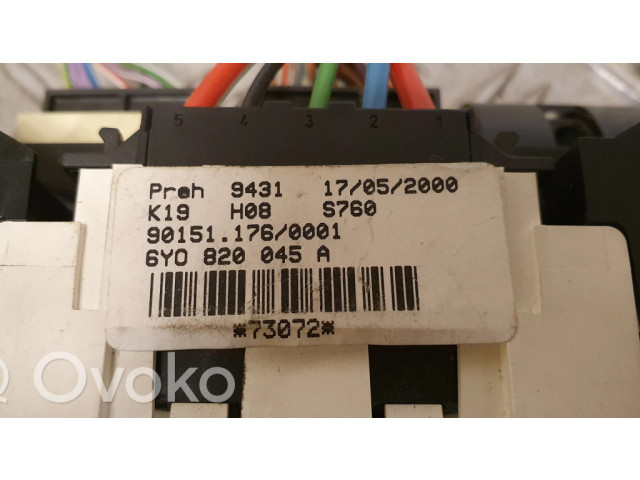 5 4 3 2 1
Preh 9431 17/05/2000
K19 H08 S760
90151.176/0001
6Y0 820 045 A
*73072*
Ovoko